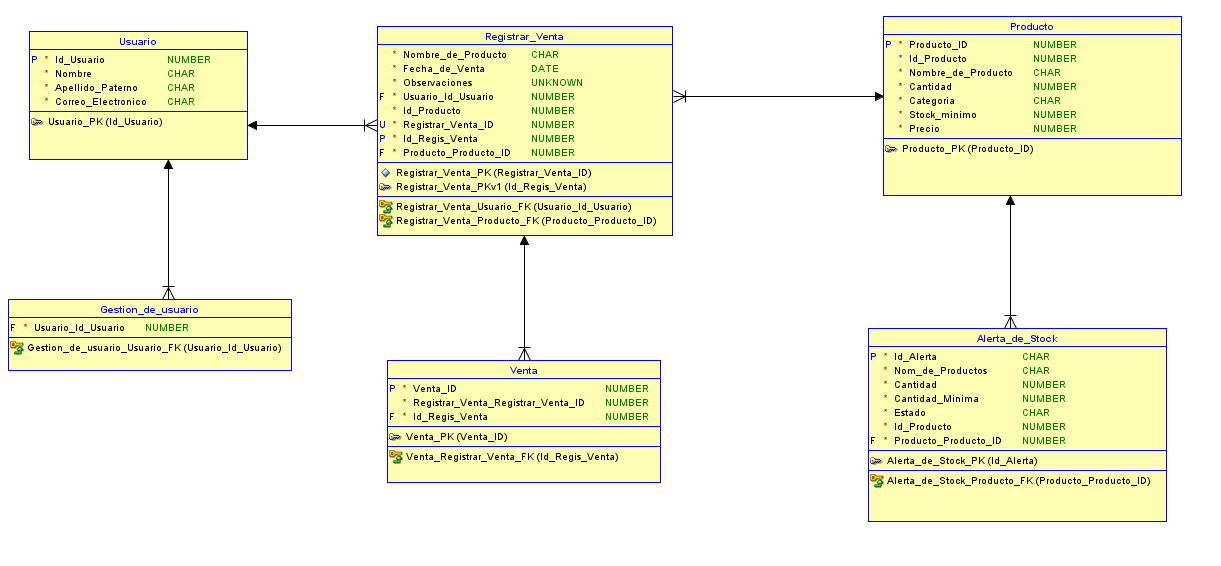 Usuario
P * Id_Usuario NUMBER
* Nombre CHAR
* Apellido_Paterno CHAR
* Correo_Electronico CHAR
Usuario_PK (Id_Usuario)
Registrar_Venta
* Nombre_de_Producto CHAR
* Fecha_de_Venta DATE
* Observaciones UNKNOWN
F * Usuario_Id_Usuario NUMBER
* Id_Producto NUMBER
U * Registrar_Venta_ID NUMBER
P * Id_Regis_Venta NUMBER
F * Producto_Producto_ID NUMBER
Registrar_Venta_PK (Registrar_Venta_ID)
Registrar_Venta_PKv1 (Id_Regis_Venta)
Registrar_Venta_Usuario_FK (Usuario_Id_Usuario)
Registrar_Venta_Producto_FK (Producto_Producto_ID)
Producto
P * Producto_ID NUMBER
* Id_Producto NUMBER
* Nombre_de_Producto CHAR
* Cantidad NUMBER
* Categoria CHAR
* Stock_minimo NUMBER
* Precio NUMBER
Producto_PK (Producto_ID)
Gestion_de_usuario
F * Usuario_Id_Usuario NUMBER
Gestion_de_usuario_Usuario_FK (Usuario_Id_Usuario)
Venta
P * Venta_ID NUMBER
* Registrar_Venta_Registrar_Venta_ID NUMBER
F * Id_Regis_Venta NUMBER
Venta_PK (Venta_ID)
Venta_Registrar_Venta_FK (Id_Regis_Venta)
Alerta_de_Stock
P * Id_Alerta CHAR
* Nom_de_Productos CHAR
* Cantidad NUMBER
* Cantidad_Minima NUMBER
* Estado CHAR
* Id_Producto NUMBER
F * Producto_Producto_ID NUMBER
Alerta_de_Stock_PK (Id_Alerta)
Alerta_de_Stock_Producto_FK (Producto_Producto_ID)